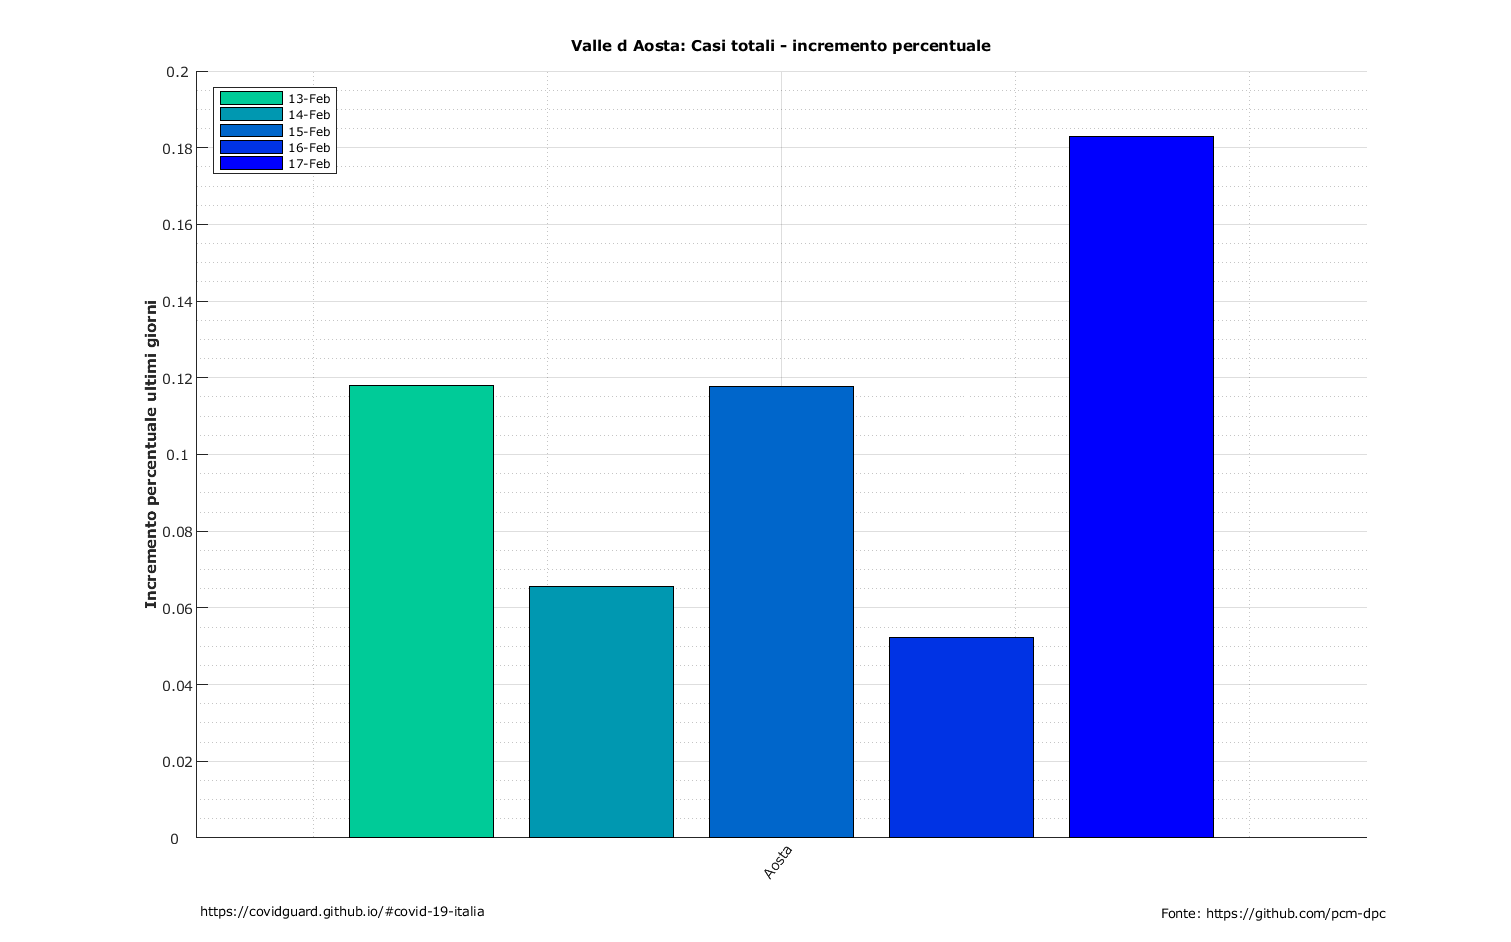 Valle d Aosta: Casi totali - incremento percentuale
0.2
0.18
0.16
0.14
0.12
0.1
0.08
0.06
0.04
0.02
0
Incremento percentuale ultimi giorni
13-Feb
14-Feb
15-Feb
16-Feb
17-Feb
Aosta
https://covidguard.github.io/#covid-19-italia
Fonte: https://github.com/pcm-dpc